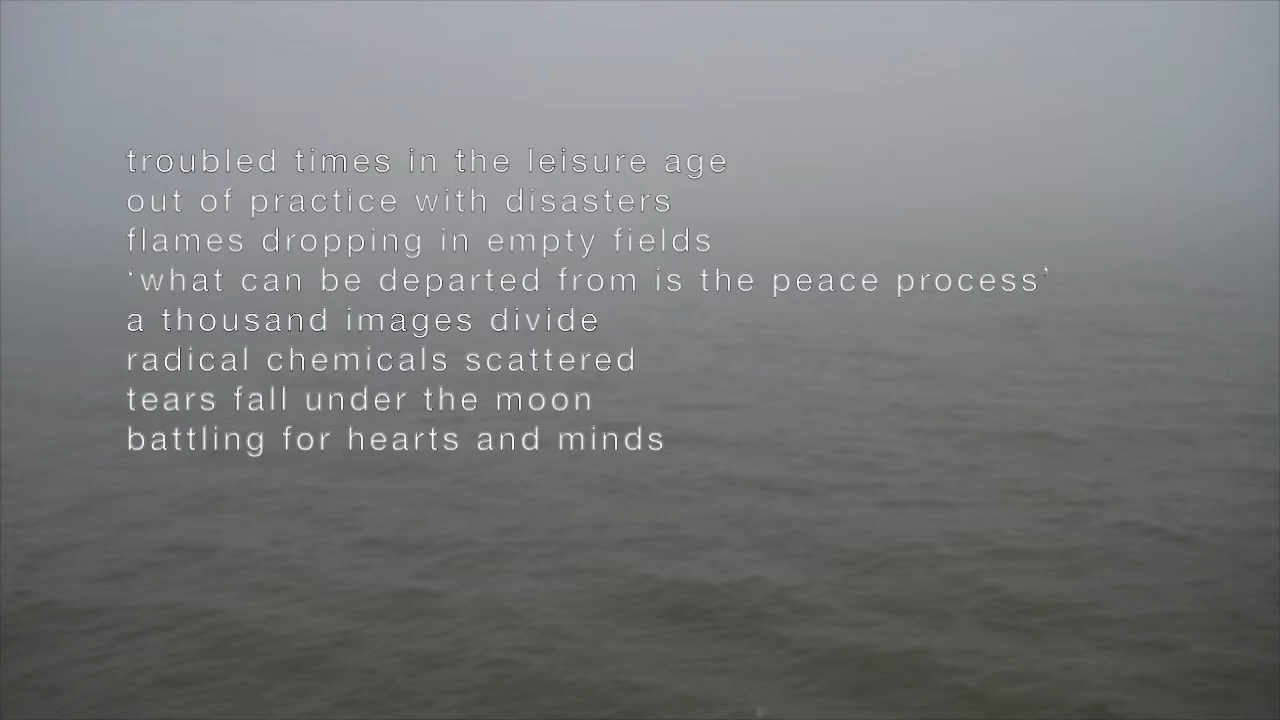 troubled times in the leisure age
out of practice with disasters
flames dropping in empty fields
‘what can be departed from is the peace process’
a thousand images divide
radical chemicals scattered
tears fall under the moon
battling for hearts and minds